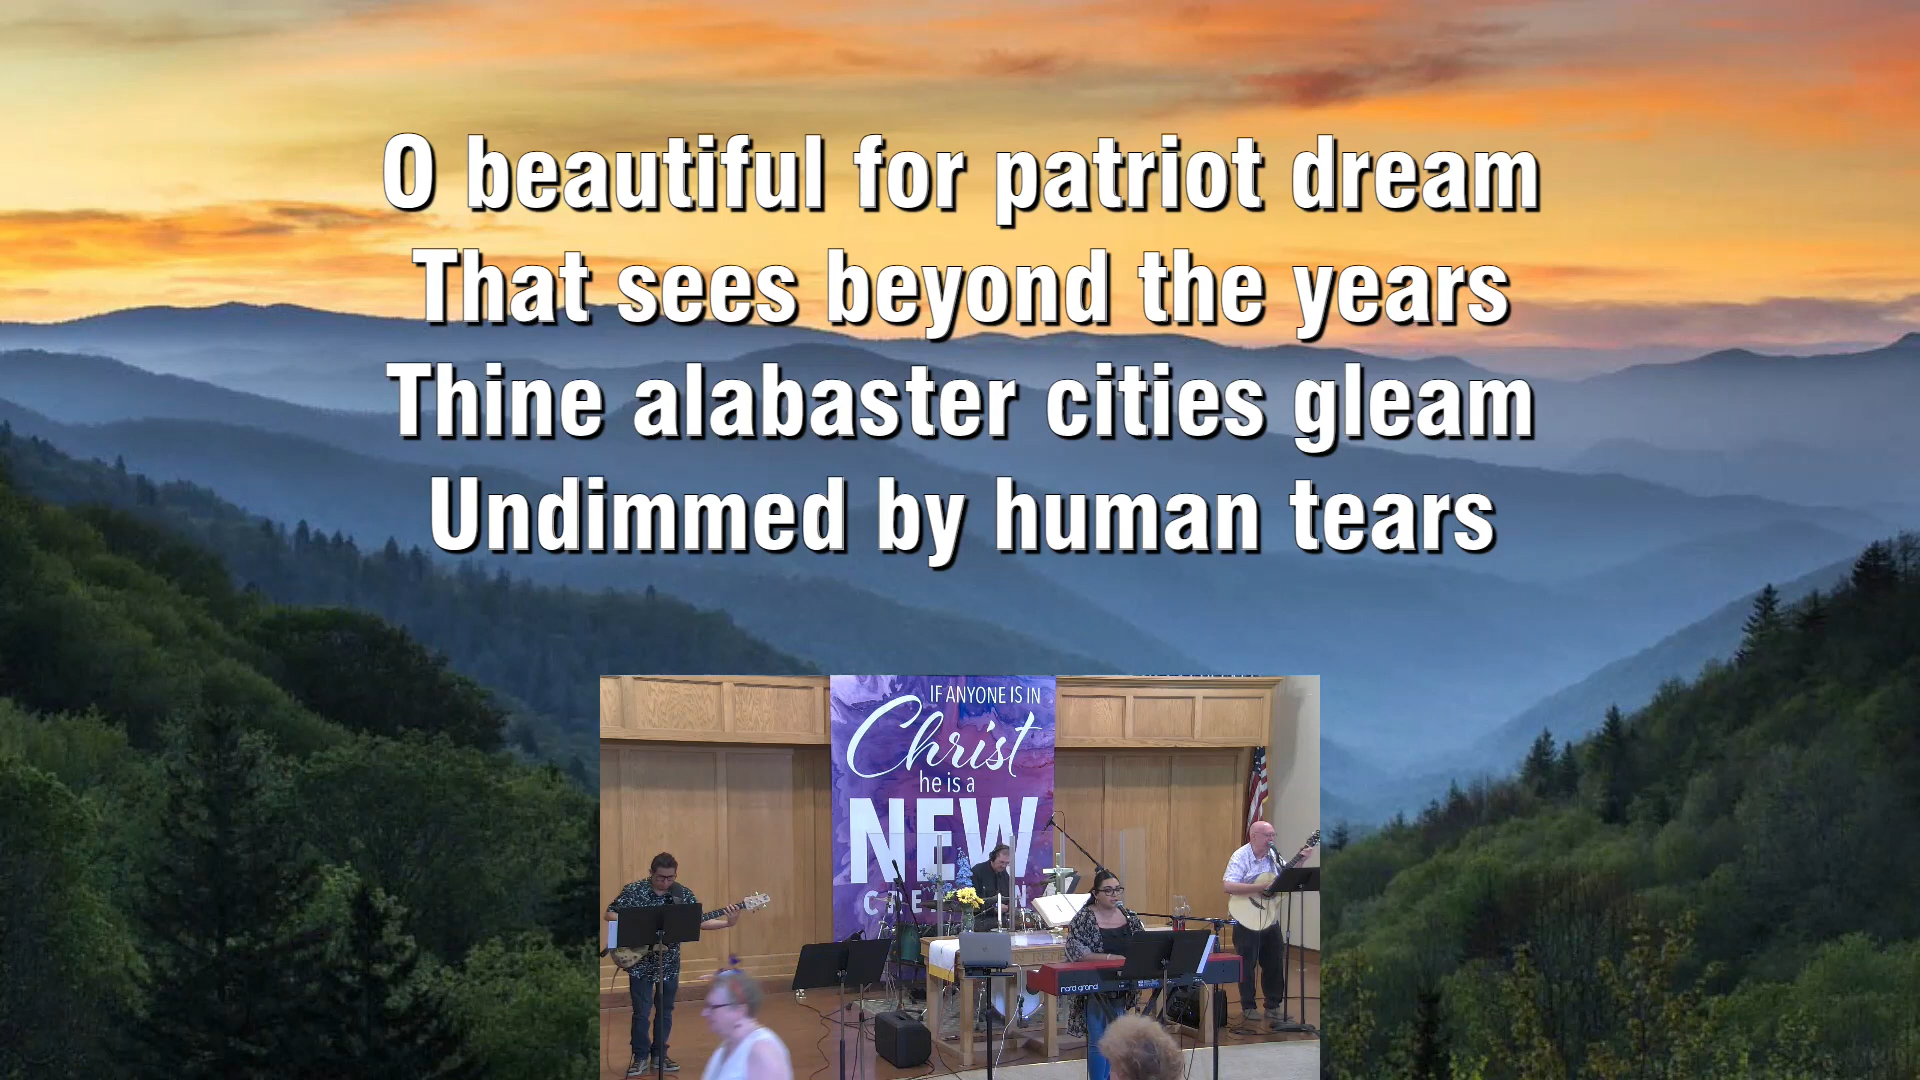 O beautiful for patriot dream
That sees beyond the years
Thine alabaster cities gleam
Undimmed by human tears
IF ANYONE IS IN
Christ
he is a
NEW
nord grand